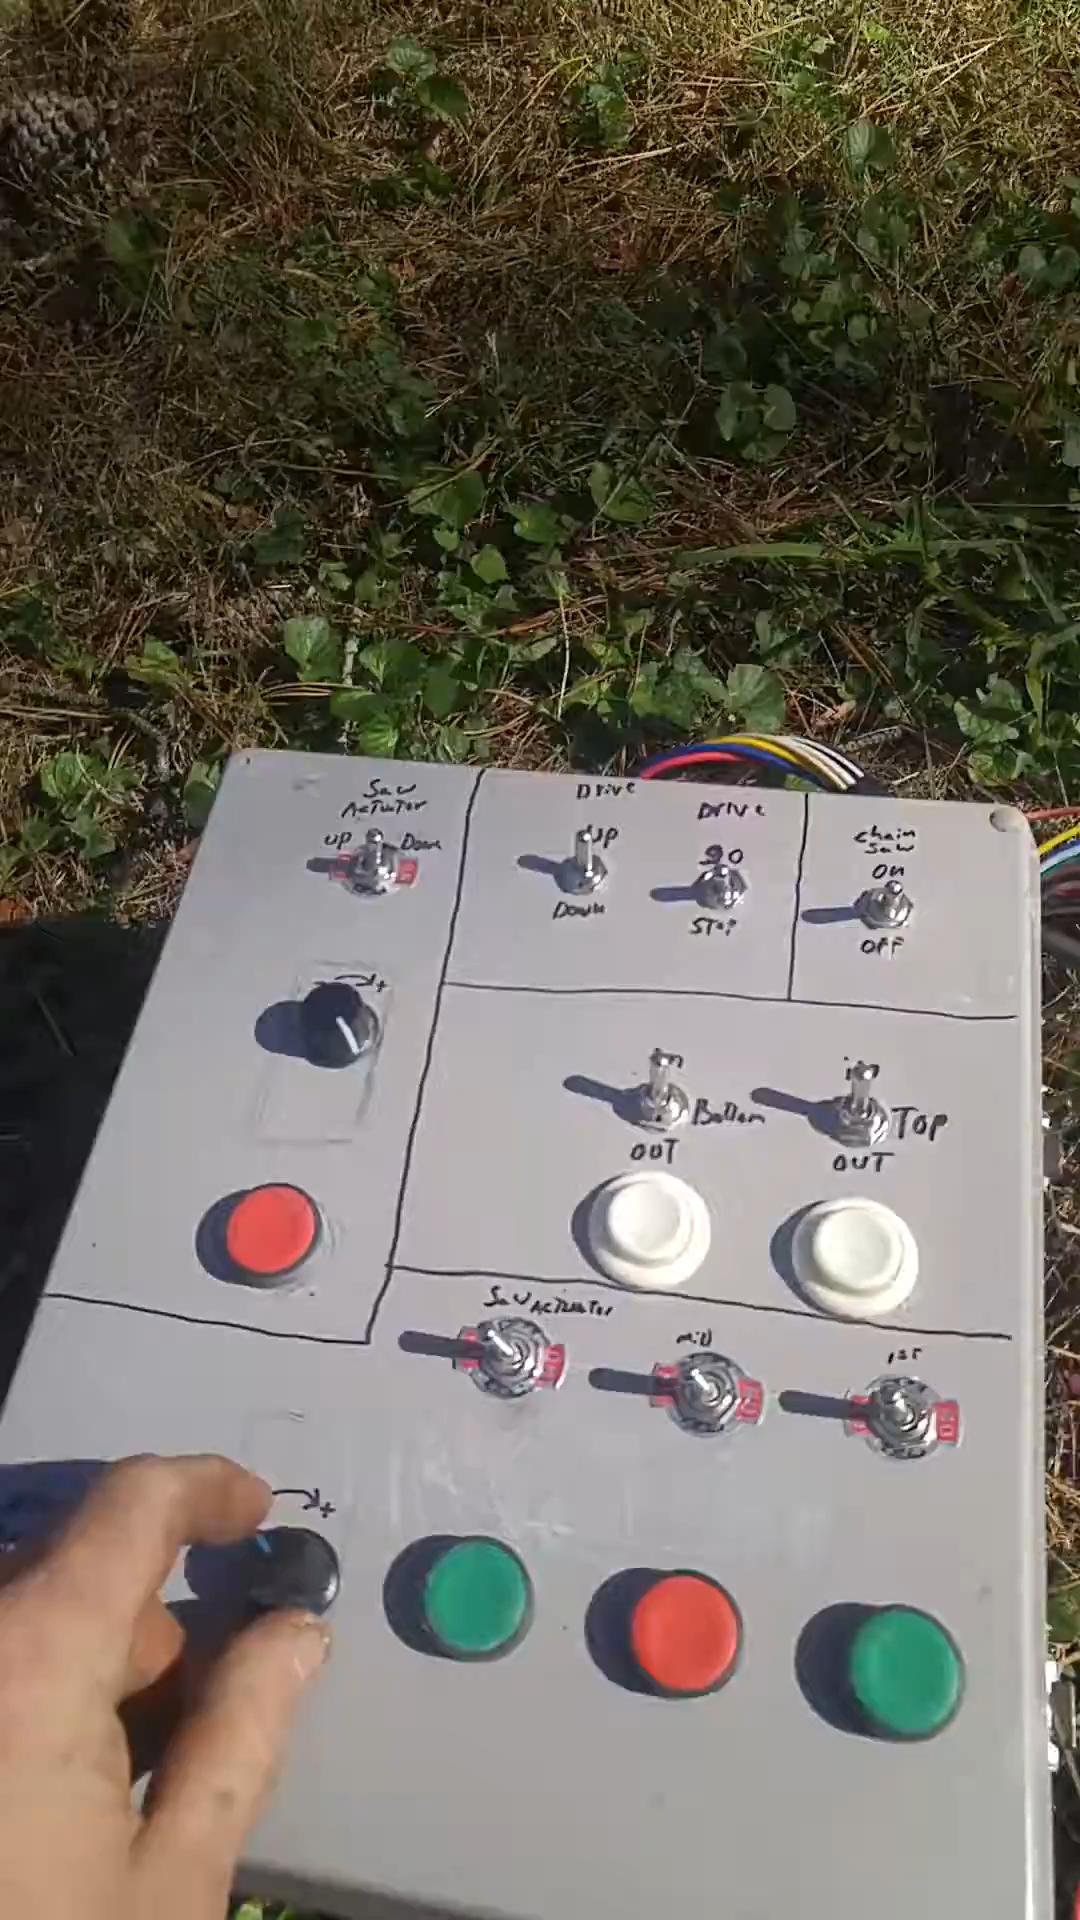 Saw
Actuator
up Down
Drive
up
Down
Drive
go
STOP
chain
saw
on
OFF
- +
in
Bottom
OUT
in
TOP
OUT
Saw Actuator
mid
1st
+